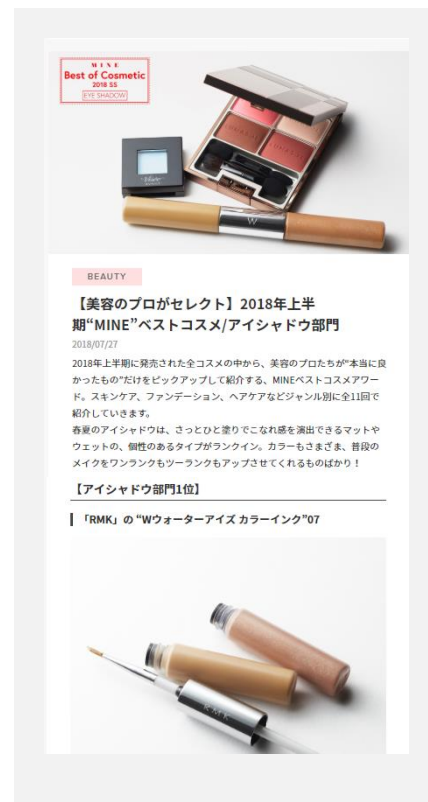 MINE
Best of Cosmetic
2018 SS
EYE SHADOW
W
BEAUTY
【美容のプロがセレクト】2018年上半
期“MINE”ベストコスメ/アイシャドウ部門
2018/07/27
2018年上半期に発売された全コスメの中から、美容のプロたちが“本当に良
かったもの”だけをピックアップして紹介する、MINEベストコスメアワー
ド。スキンケア、ファンデーション、ヘアケアなどジャンル別に全11回で
紹介していきます。
春夏のアイシャドウは、さっとひと塗りでこなれ感を演出できるマットや
ウェットの、個性のあるタイプがランクイン。カラーもさまざま、普段の
メイクをワンランクもツーランクもアップさせてくれるものばかり！
【アイシャドウ部門1位】
「RMK」の “Wウォーターアイズ カラーインク”07
RMK